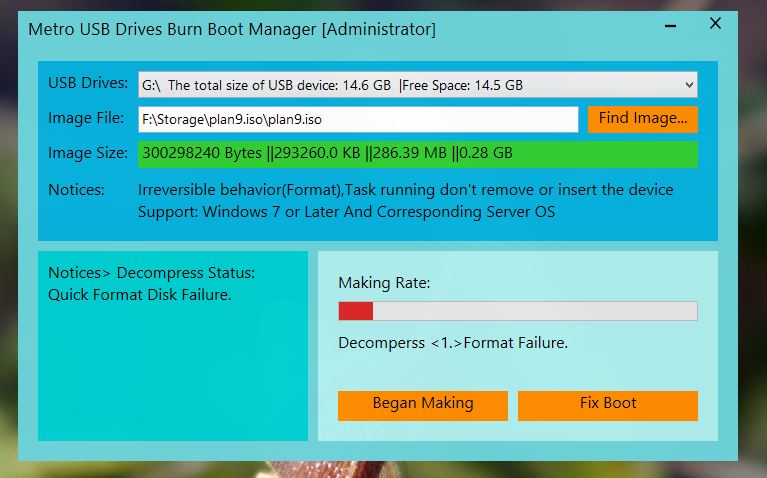 Metro USB Drives Burn Boot Manager [Administrator]
USB Drives: G:\ The total size of USB device: 14.6 GB |Free Space: 14.5 GB
Image File: F:\Storage\plan9.iso\plan9.iso Find Image...
Image Size: 300298240 Bytes ||293260.0 KB ||286.39 MB ||0.28 GB
Notices: Irreversible behavior(Format),Task running don't remove or insert the device
Support: Windows 7 or Later And Corresponding Server OS
Notices> Decompress Status:
Quick Format Disk Failure.
Making Rate:
Decomperss <1.>Format Failure.
Began Making Fix Boot